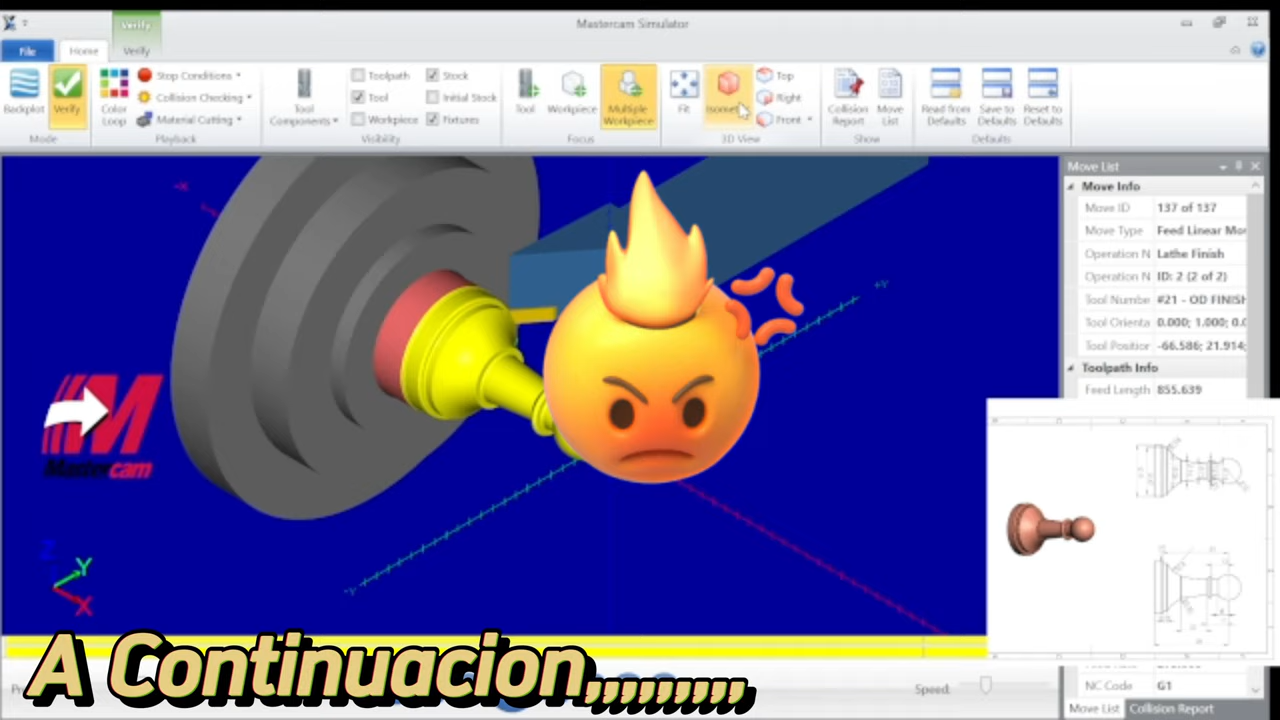 Mastercam Simulator
Verify
File
Home
Verify
Backplot
Verify
Color Loop
Stop Conditions
Collision Checking
Material Cutting
Tool Components
Toolpath
Tool
Workpiece
Stock
Initial Stock
Fixtures
Tool
Workpiece
Multiple Workpiece
Fit
Top
Right
Front
Collision Report
Move List
Read from Defaults
Save to Defaults
Reset to Defaults
Mode
Playback
Visibility
Focus
3D View
Show
Defaults
Move List
Move Info
Move ID 137 of 137
Move Type Feed Linear
Operation N Lathe Finish
Operation N ID: 2 (2 of 2)
Tool Numbe #21 - OD FINISH
Tool Orienta 0.000; 1.000; 0.0
Tool Positior -66.586; 21.914;
Toolpath Info
Feed Length 855.639
-X
+Y
-Y
M
Mastercam
Z
Y
X
A Continuacion,,,,,,,,,
Speed:
NC Code G1
Move List
Collision Report